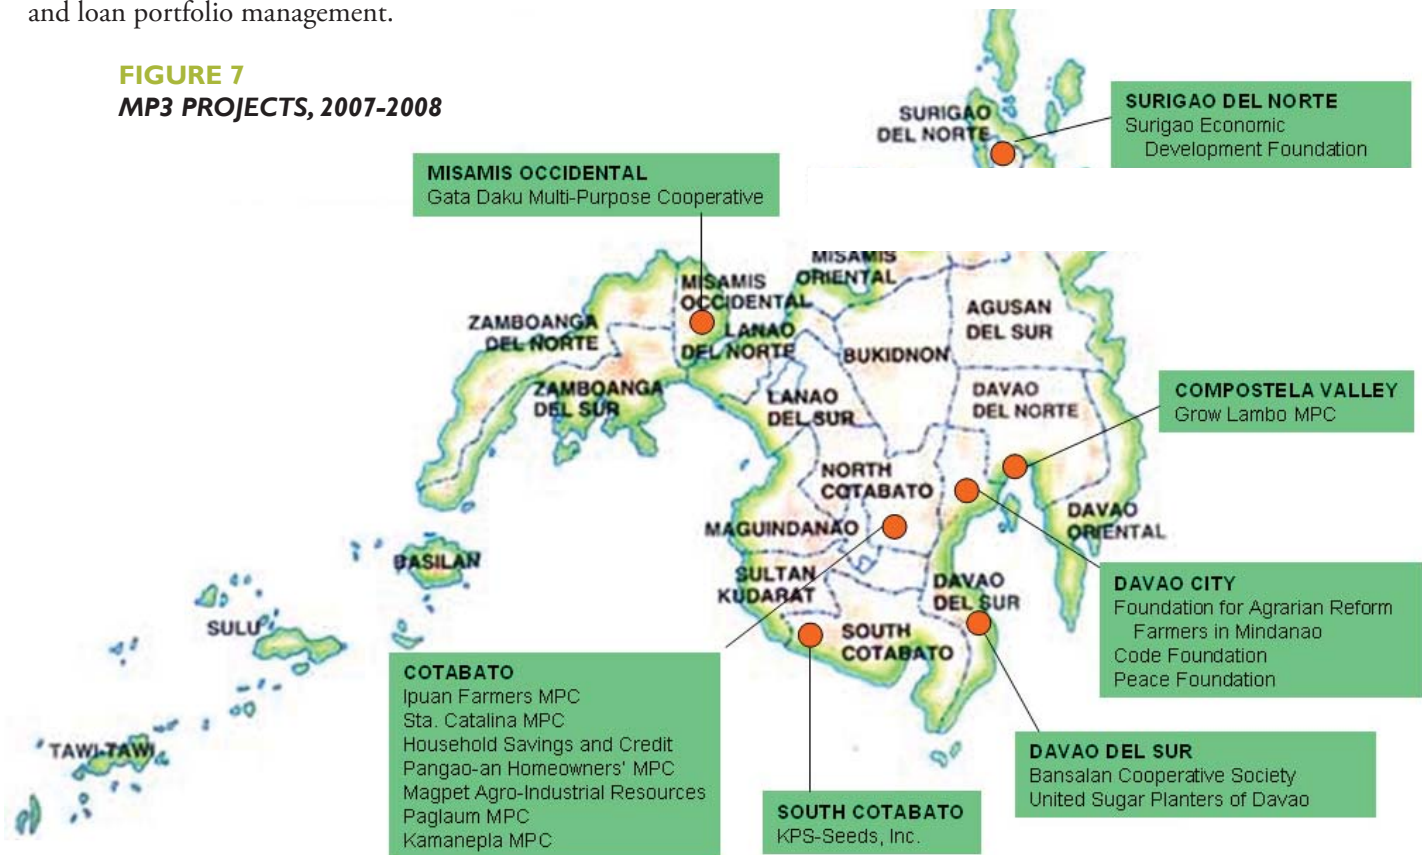 and loan portfolio management.
FIGURE 7
MP3 PROJECTS, 2007-2008
SURIGAO DEL NORTE
Surigao Economic
Development Foundation
SURIGAO
DEL NORTE
MISAMIS OCCIDENTAL
Gata Daku Multi-Purpose Cooperative
MISAMIS
ORIENTAL
MISAMIS
OCCIDENTAL
AGUSAN
DEL SUR
ZAMBOANGA
DEL NORTE
LANAO
DEL NORTE
BUKIDNON
ZAMBOANGA
DEL SUR
LANAO
DEL SUR
DAVAO
DEL NORTE
COMPOSTELA VALLEY
Grow Lambo MPC
NORTH
COTABATO
MAGUINDANAO
DAVAO
ORIENTAL
BASILAN
SULTAN
KUDARAT
DAVAO
DEL SUR
DAVAO CITY
Foundation for Agrarian Reform
Farmers in Mindanao
Code Foundation
Peace Foundation
SULU
SOUTH
COTABATO
COTABATO
Ipuan Farmers MPC
Sta. Catalina MPC
Household Savings and Credit
Pangao-an Homeowners' MPC
Magpet Agro-Industrial Resources
Paglaum MPC
Kamanepla MPC
TAWI-TAWI
DAVAO DEL SUR
Bansalan Cooperative Society
United Sugar Planters of Davao
SOUTH COTABATO
KPS-Seeds, Inc.